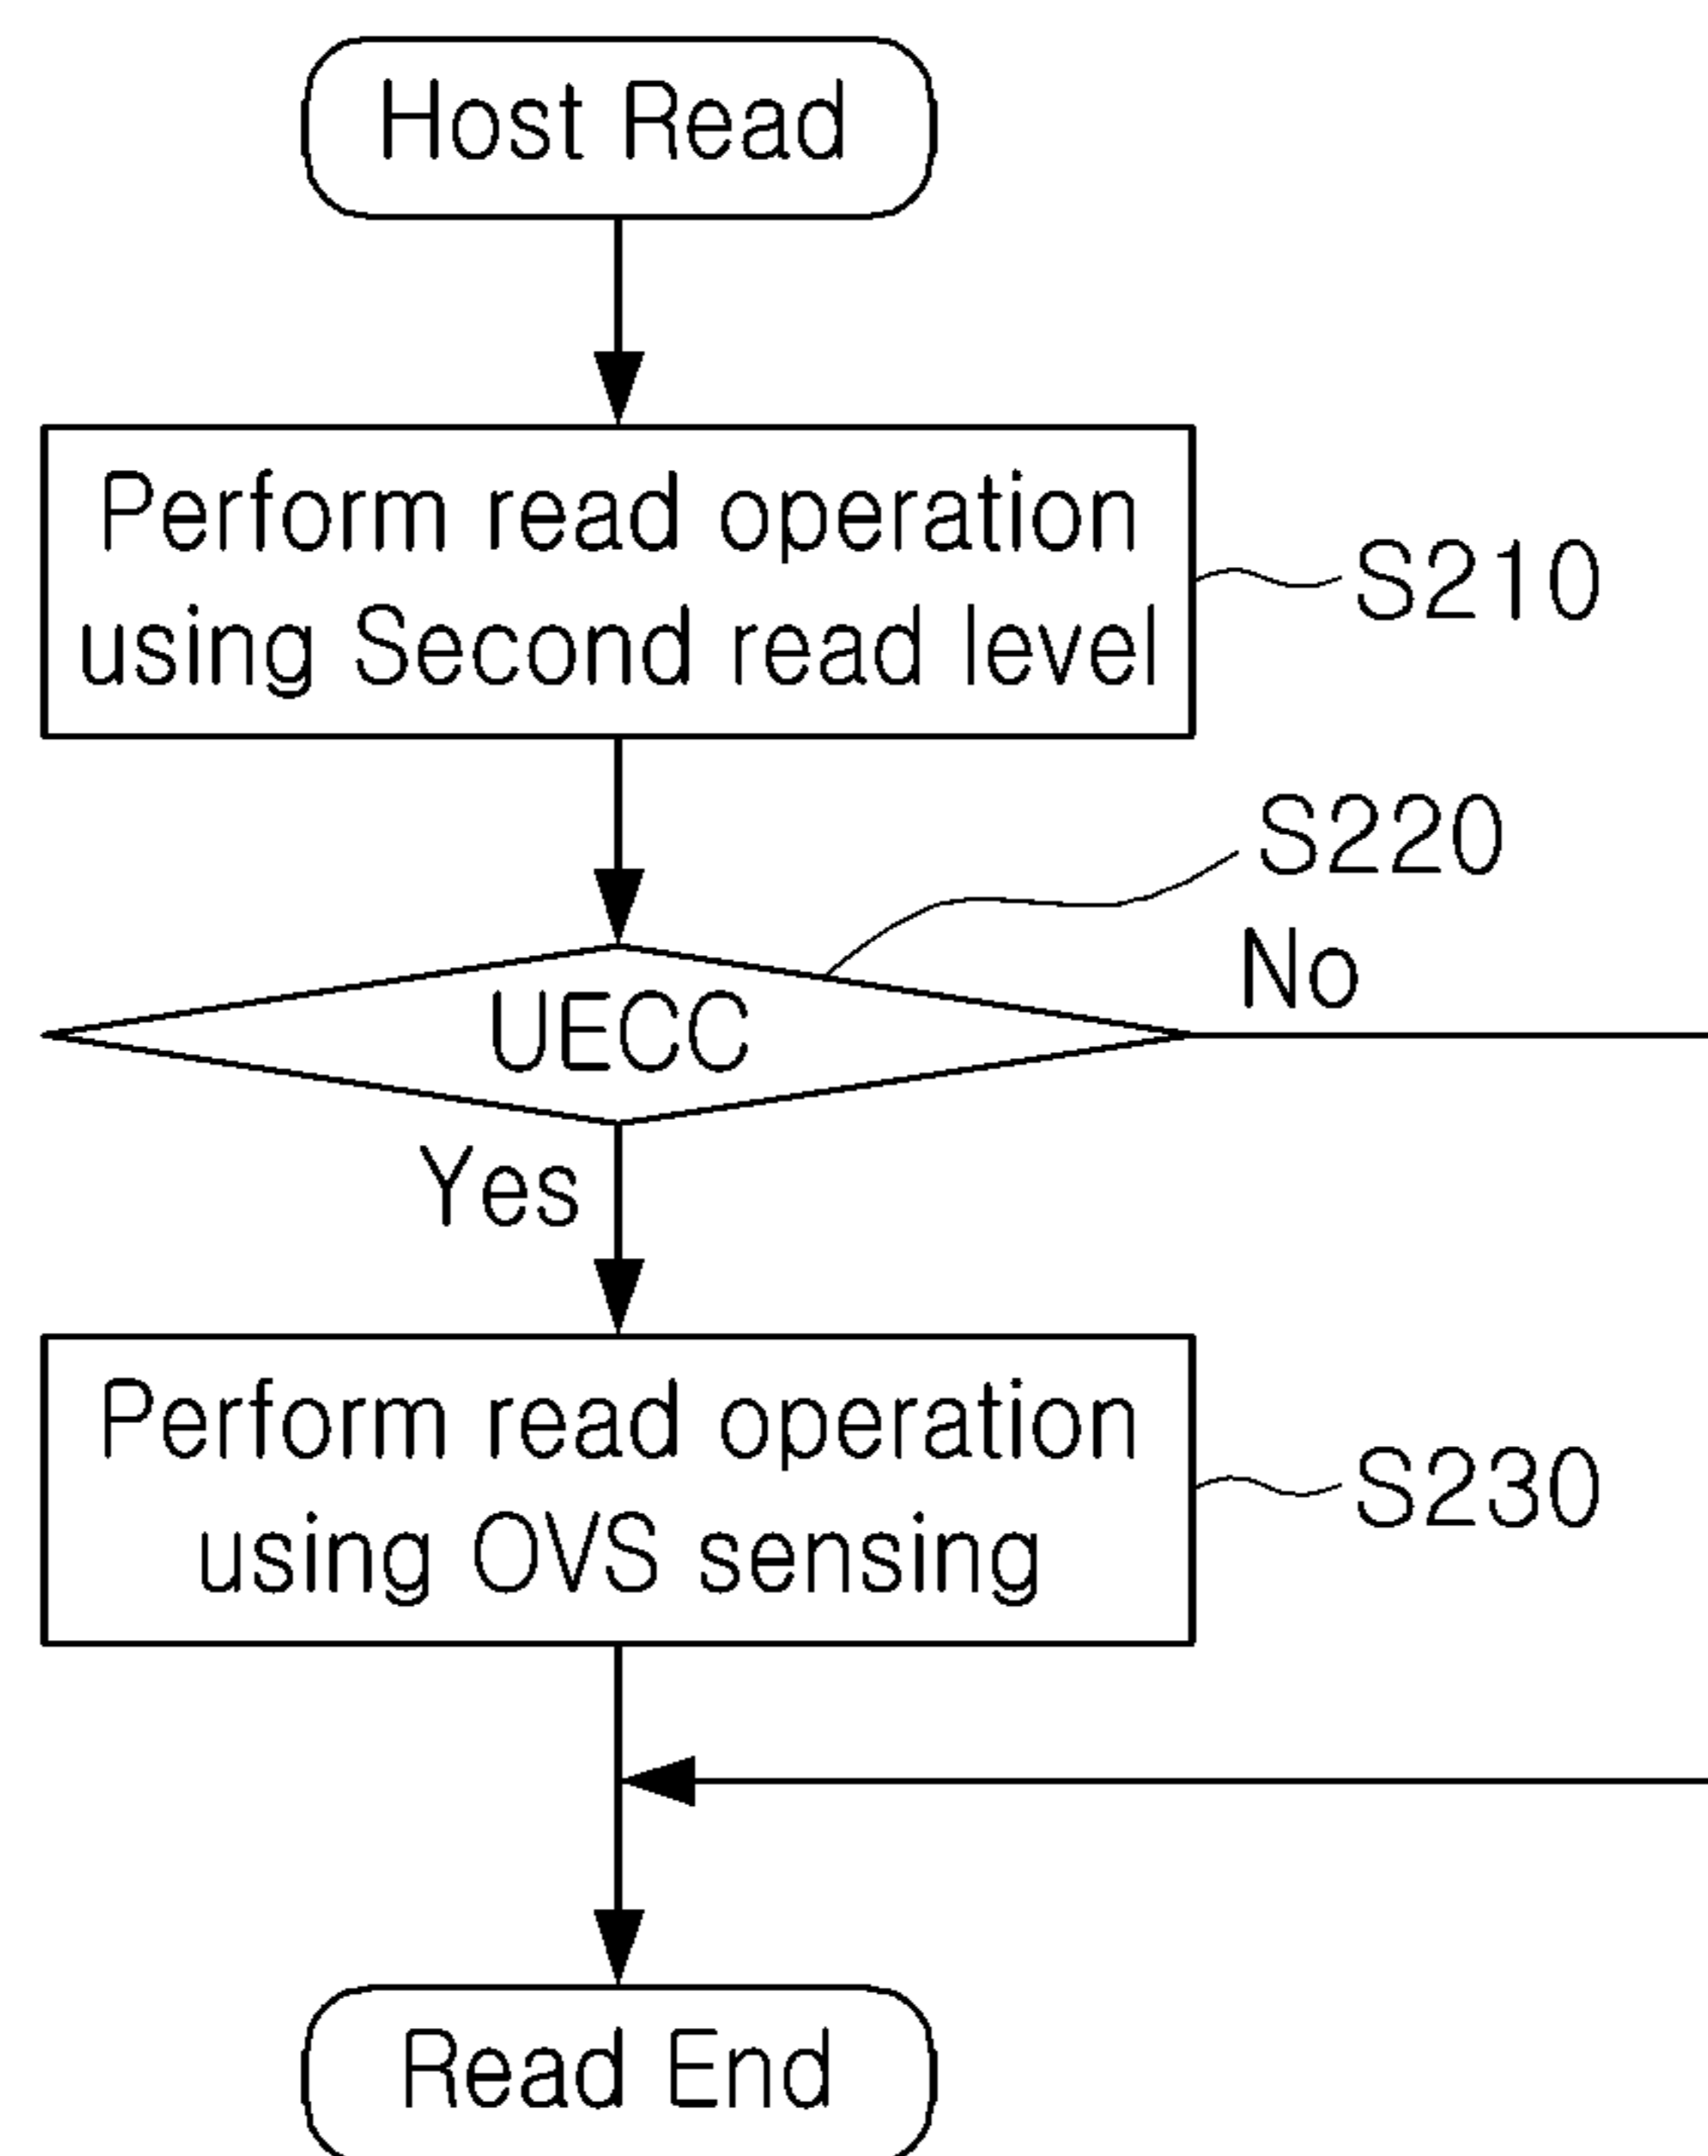 Host Read
Perform read operation
using Second read level
S210
S220
UECC
No
Yes
Perform read operation
using OVS sensing
S230
Read End